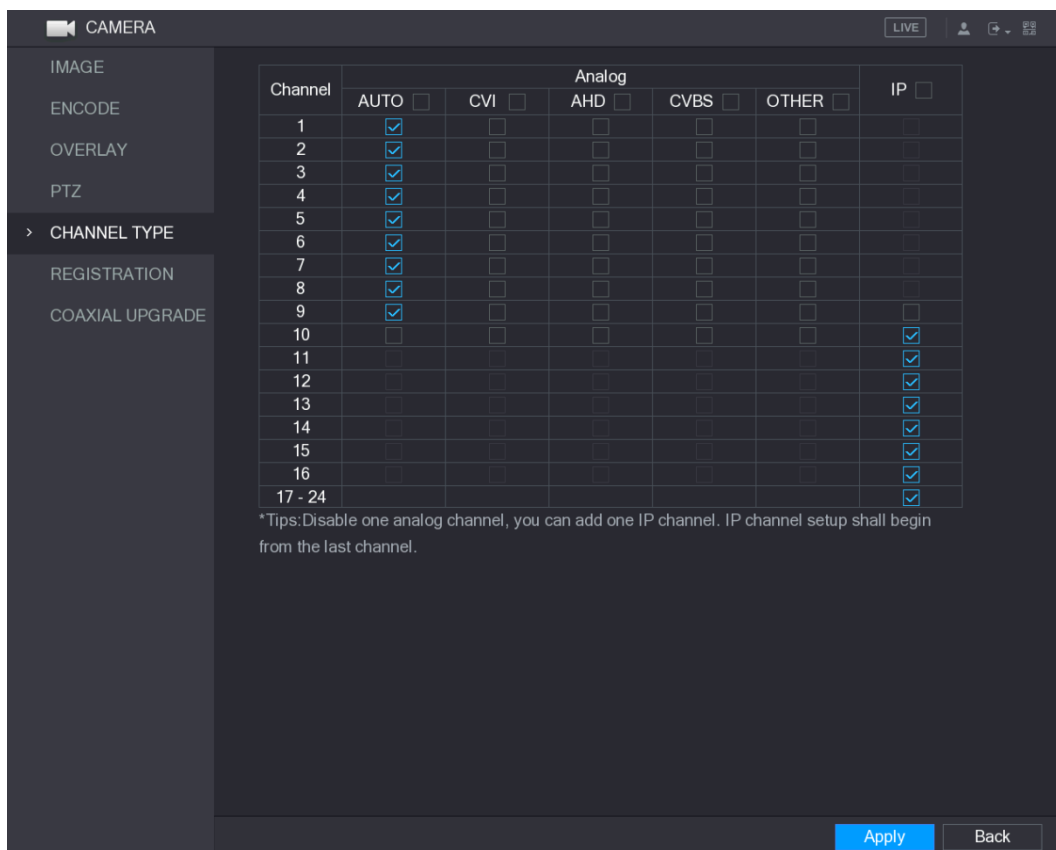 CAMERA
LIVE
IMAGE
ENCODE
OVERLAY
PTZ
CHANNEL TYPE
REGISTRATION
COAXIAL UPGRADE
Channel Analog IP
AUTO CVI AHD CVBS OTHER
1
2
3
4
5
6
7
8
9
10
11
12
13
14
15
16
17 - 24
*Tips:Disable one analog channel, you can add one IP channel. IP channel setup shall begin
from the last channel.
Apply Back